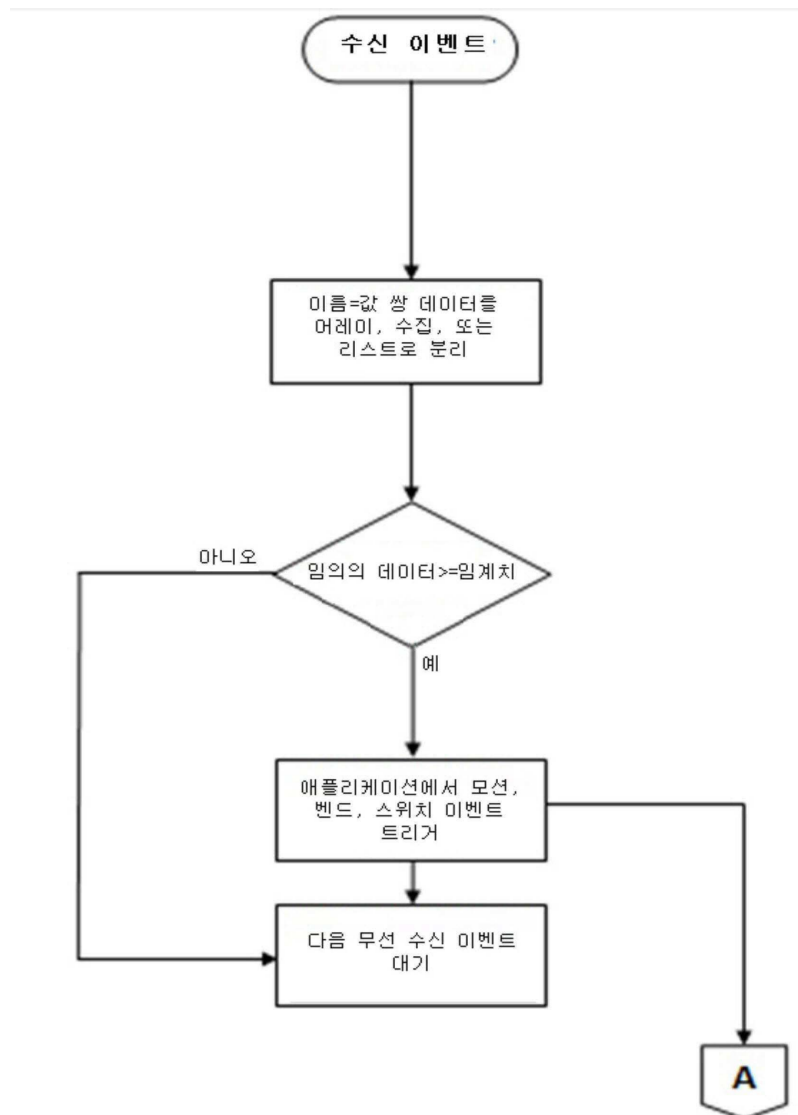 수신 이벤트
이름=값 쌍 데이터를
어레이, 수집, 또는
리스트로 분리
아니오
임의의 데이터>=임계치
예
애플리케이션에서 모션,
벤드, 스위치 이벤트
트리거
다음 무선 수신 이벤트
대기
A